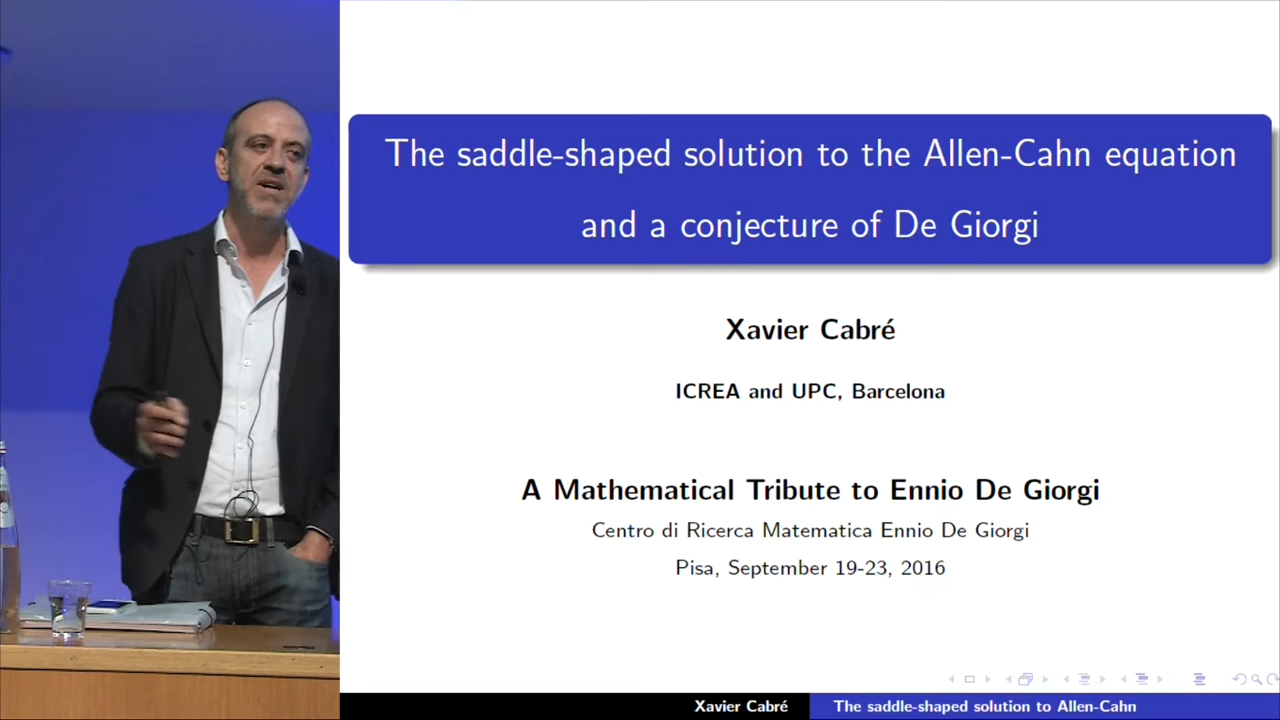 The saddle-shaped solution to the Allen-Cahn equation
and a conjecture of De Giorgi
Xavier Cabré
ICREA and UPC, Barcelona
A Mathematical Tribute to Ennio De Giorgi
Centro di Ricerca Matematica Ennio De Giorgi
Pisa, September 19-23, 2016
Xavier Cabré The saddle-shaped solution to Allen-Cahn